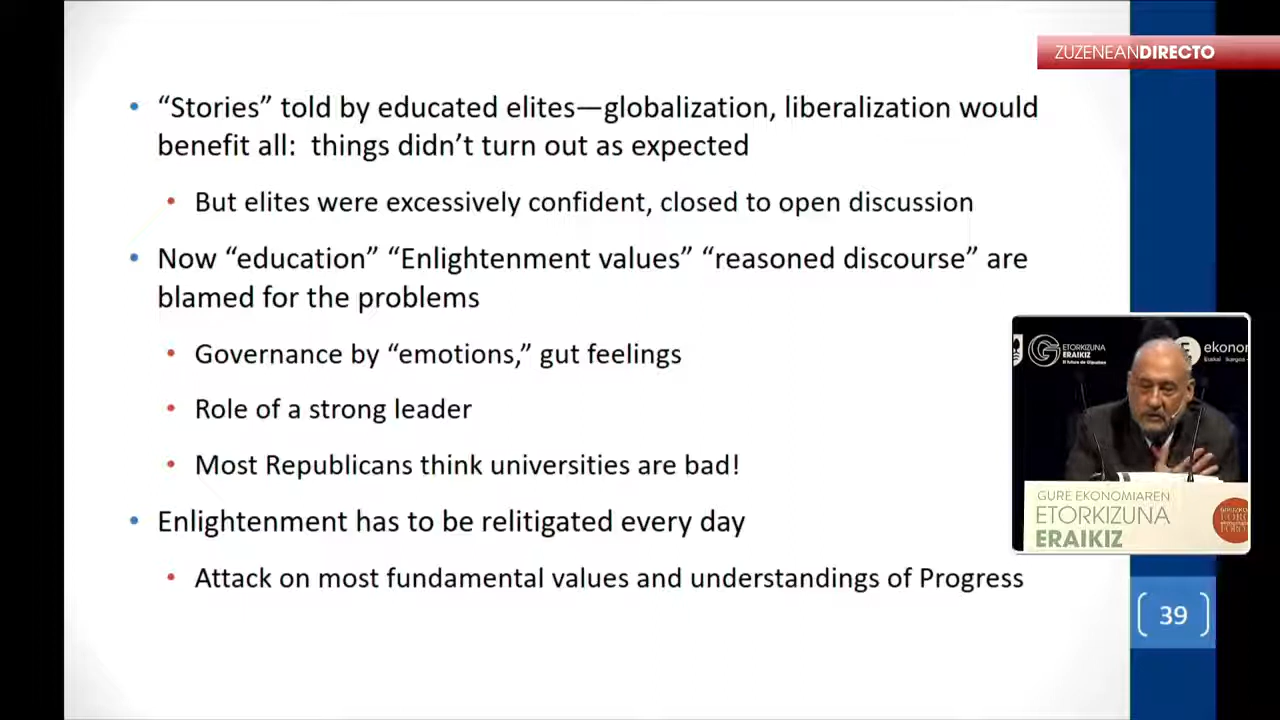 ZUZENEANDIRECTO
• “Stories” told by educated elites—globalization, liberalization would
benefit all:  things didn’t turn out as expected
• But elites were excessively confident, closed to open discussion
• Now “education” “Enlightenment values” “reasoned discourse” are
blamed for the problems
• Governance by “emotions,” gut feelings
• Role of a strong leader
• Most Republicans think universities are bad!
• Enlightenment has to be relitigated every day
• Attack on most fundamental values and understandings of Progress
ETORKIZUNA
ERAIKIZ
ekonor
GURE EKONOMIAREN
ETORKIZUNA
ERAIKIZ
39